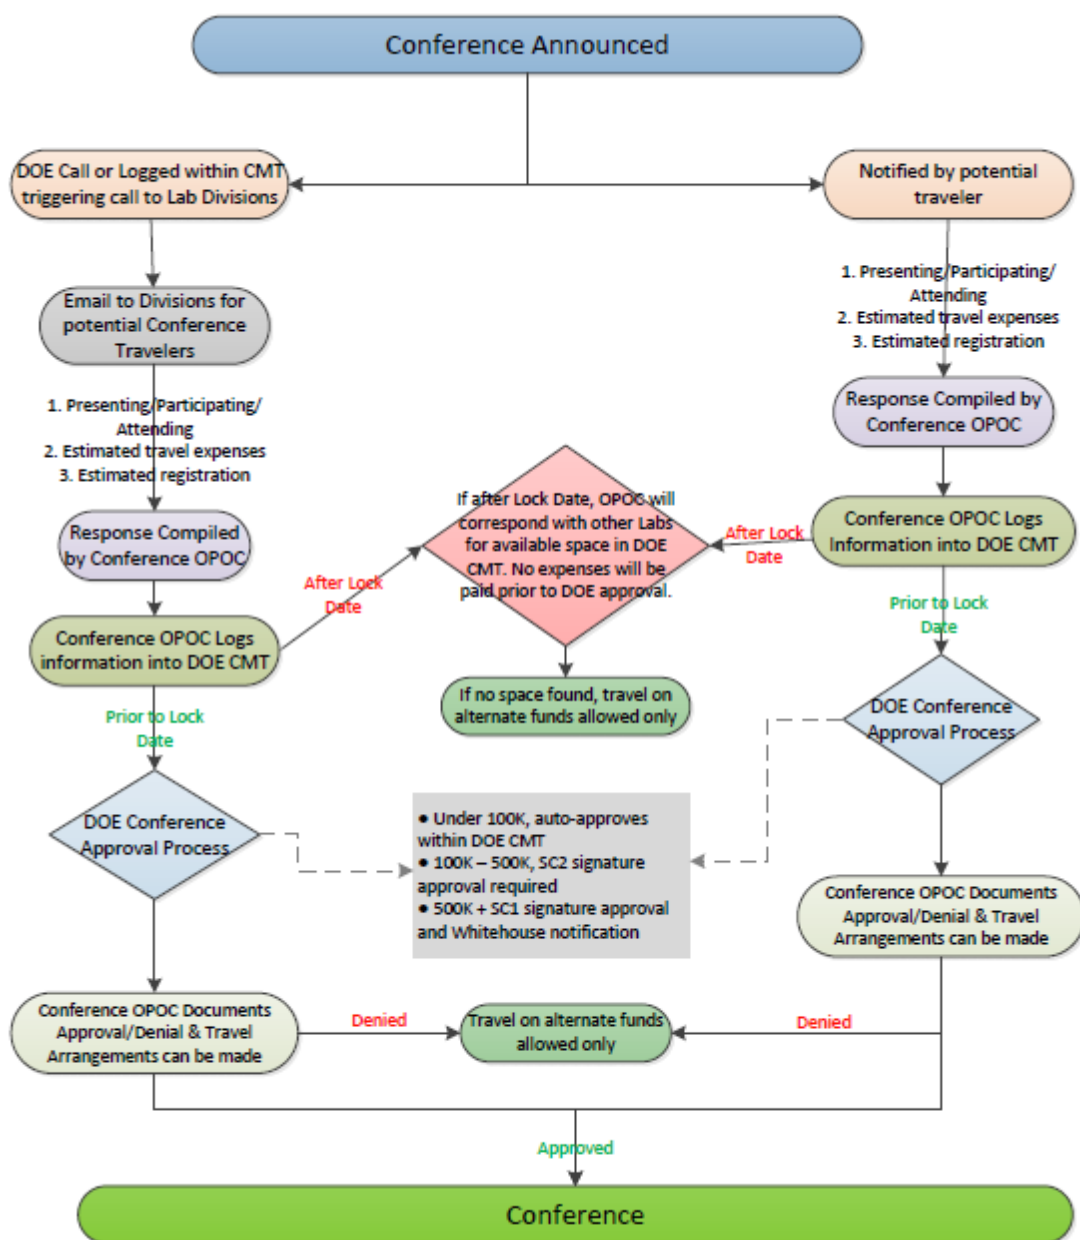 Conference Announced
DOE Call or Logged within CMT
triggering call to Lab Divisions
Notified by potential
traveler
Email to Divisions for
potential Conference
Travelers
1. Presenting/Participating/
Attending
2. Estimated travel expenses
3. Estimated registration
1. Presenting/Participating/
Attending
2. Estimated travel expenses
3. Estimated registration
Response Compiled by
Conference OPOC
Response Compiled
by Conference OPOC
If after Lock Date, OPOC will
correspond with other Labs
for available space in DOE
CMT. No expenses will be
paid prior to DOE approval.
After Lock
Date
Conference OPOC Logs
Information into DOE CMT
After Lock
Date
Conference OPOC Logs
information into DOE CMT
Prior to Lock
Date
If no space found, travel on
alternate funds allowed only
Prior to Lock
Date
DOE Conference
Approval Process
DOE Conference
Approval Process
● Under 100K, auto-approves
within DOE CMT
● 100K – 500K, SC2 signature
approval required
● 500K + SC1 signature approval
and Whitehouse notification
Conference OPOC Documents
Approval/Denial & Travel
Arrangements can be made
Conference OPOC Documents
Approval/Denial & Travel
Arrangements can be made
Denied
Travel on alternate funds
allowed only
Denied
Approved
Conference